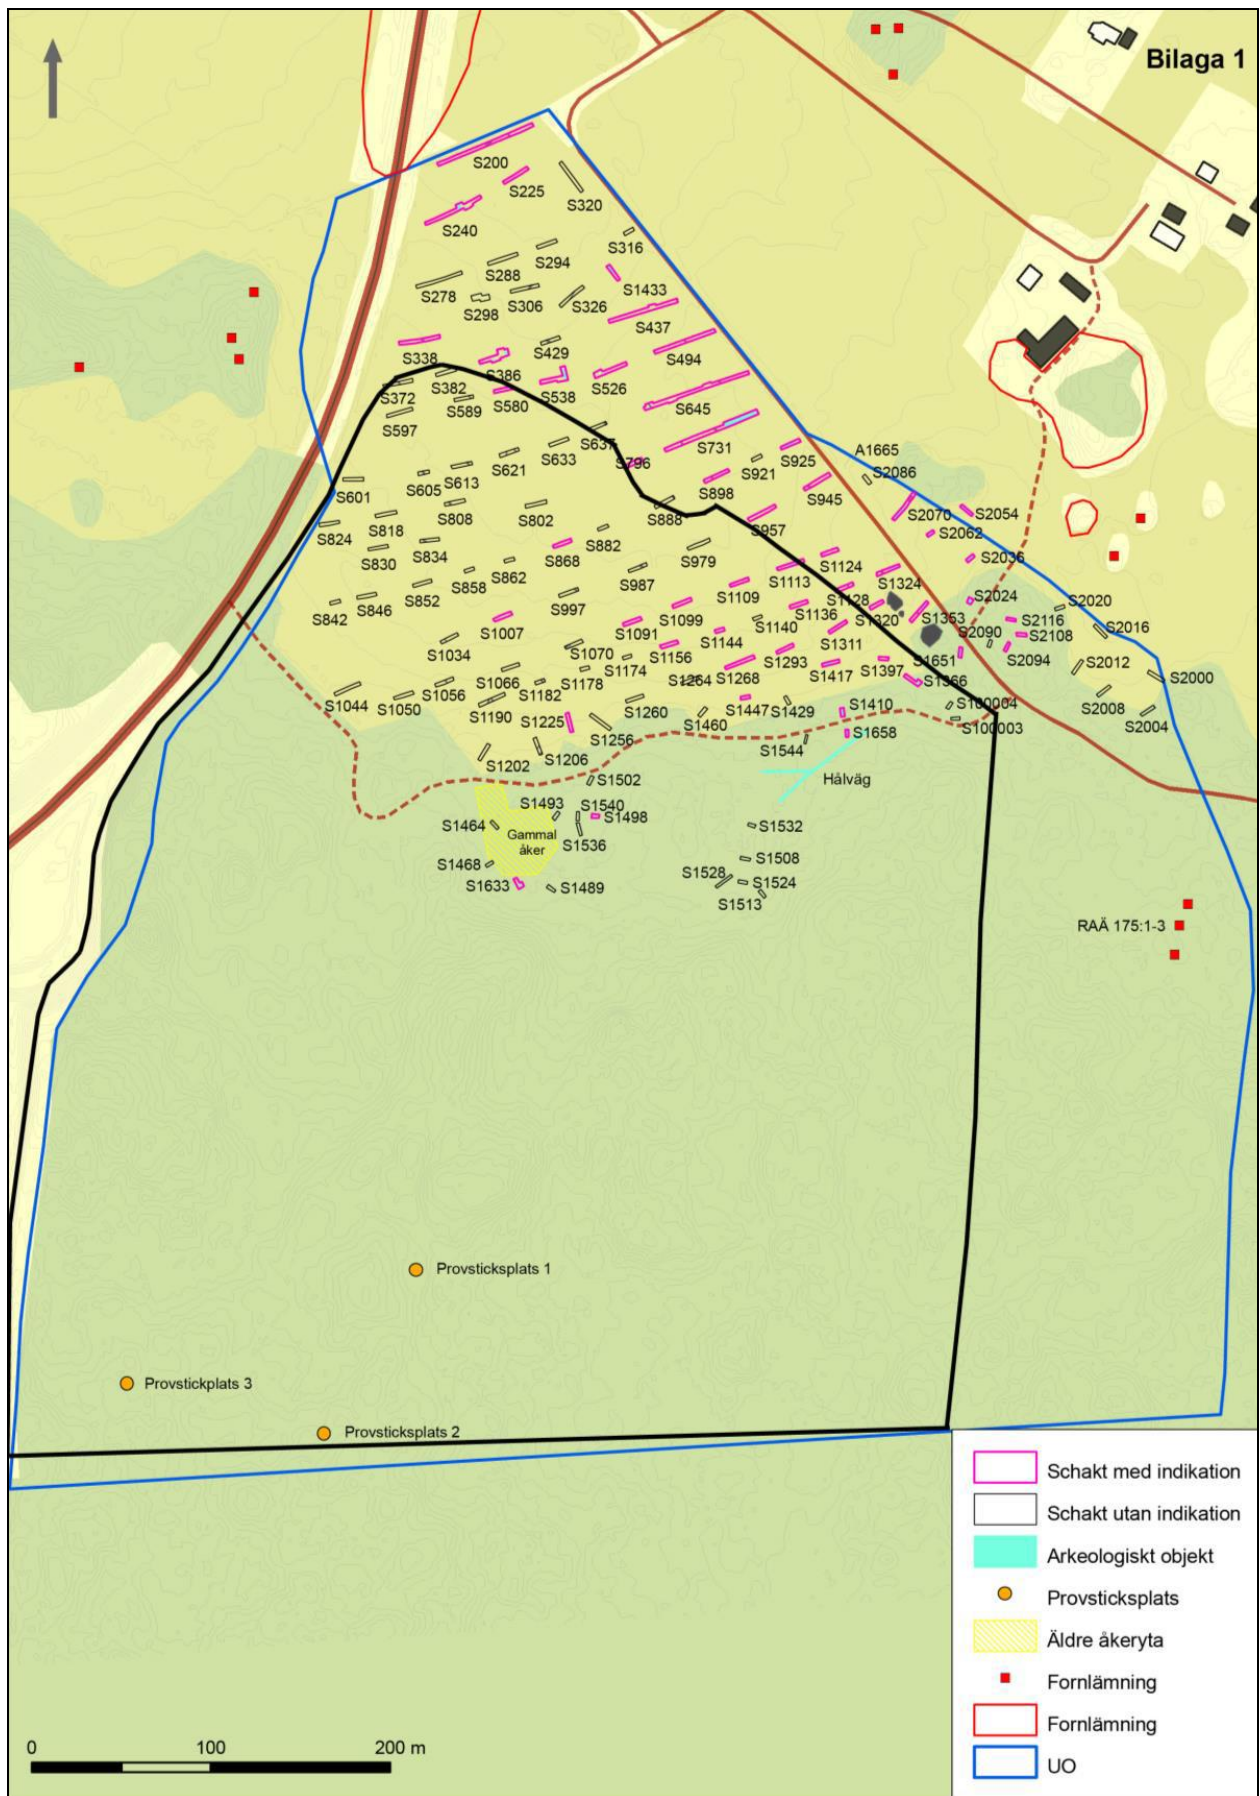 Bilaga 1
S200
S225
S320
S240
S316
S294
S288
S1433
S278
S306
S326
S298
S437
S338
S429
S494
S386
S382
S526
S372
S538
S580
S589
S645
S597
S637
S731
S633
S925
A1665
S621
S796
S921
S2086
S613
S605
S601
S898
S945
S808
S802
S888
S2070
S2054
S818
S824
S957
S2062
S882
S834
S830
S868
S979
S2036
S862
S1124
S858
S987
S1113
S1324
S852
S846
S842
S997
S1109
S1128
S2024
S2020
S1136
S1320
S1353
S2116
S1007
S1091
S1099
S1140
S2090
S2108
S2016
S1144
S1311
S1034
S1070
S1156
S1293
S1651
S2094
S1174
S1397
S2012
S1066
S1178
S1264
S1268
S1417
S1366
S2000
S1182
S1056
S1044
S1050
S1190
S1447
S100004
S2008
S1225
S1260
S1460
S1429
S1410
S2004
S100003
S1256
S1658
S1544
S1206
S1202
Hålväg
S1502
S1493
S1540
S1498
S1464
Gammal
åker
S1536
S1532
S1468
S1508
S1633
S1489
S1528
S1524
S1513
RAÄ 175:1-3
Provsticksplats 1
Provstickplats 3
Provsticksplats 2
Schakt med indikation
Schakt utan indikation
Arkeologiskt objekt
Provsticksplats
Äldre åkeryta
Fornlämning
Fornlämning
UO
0 100 200 m